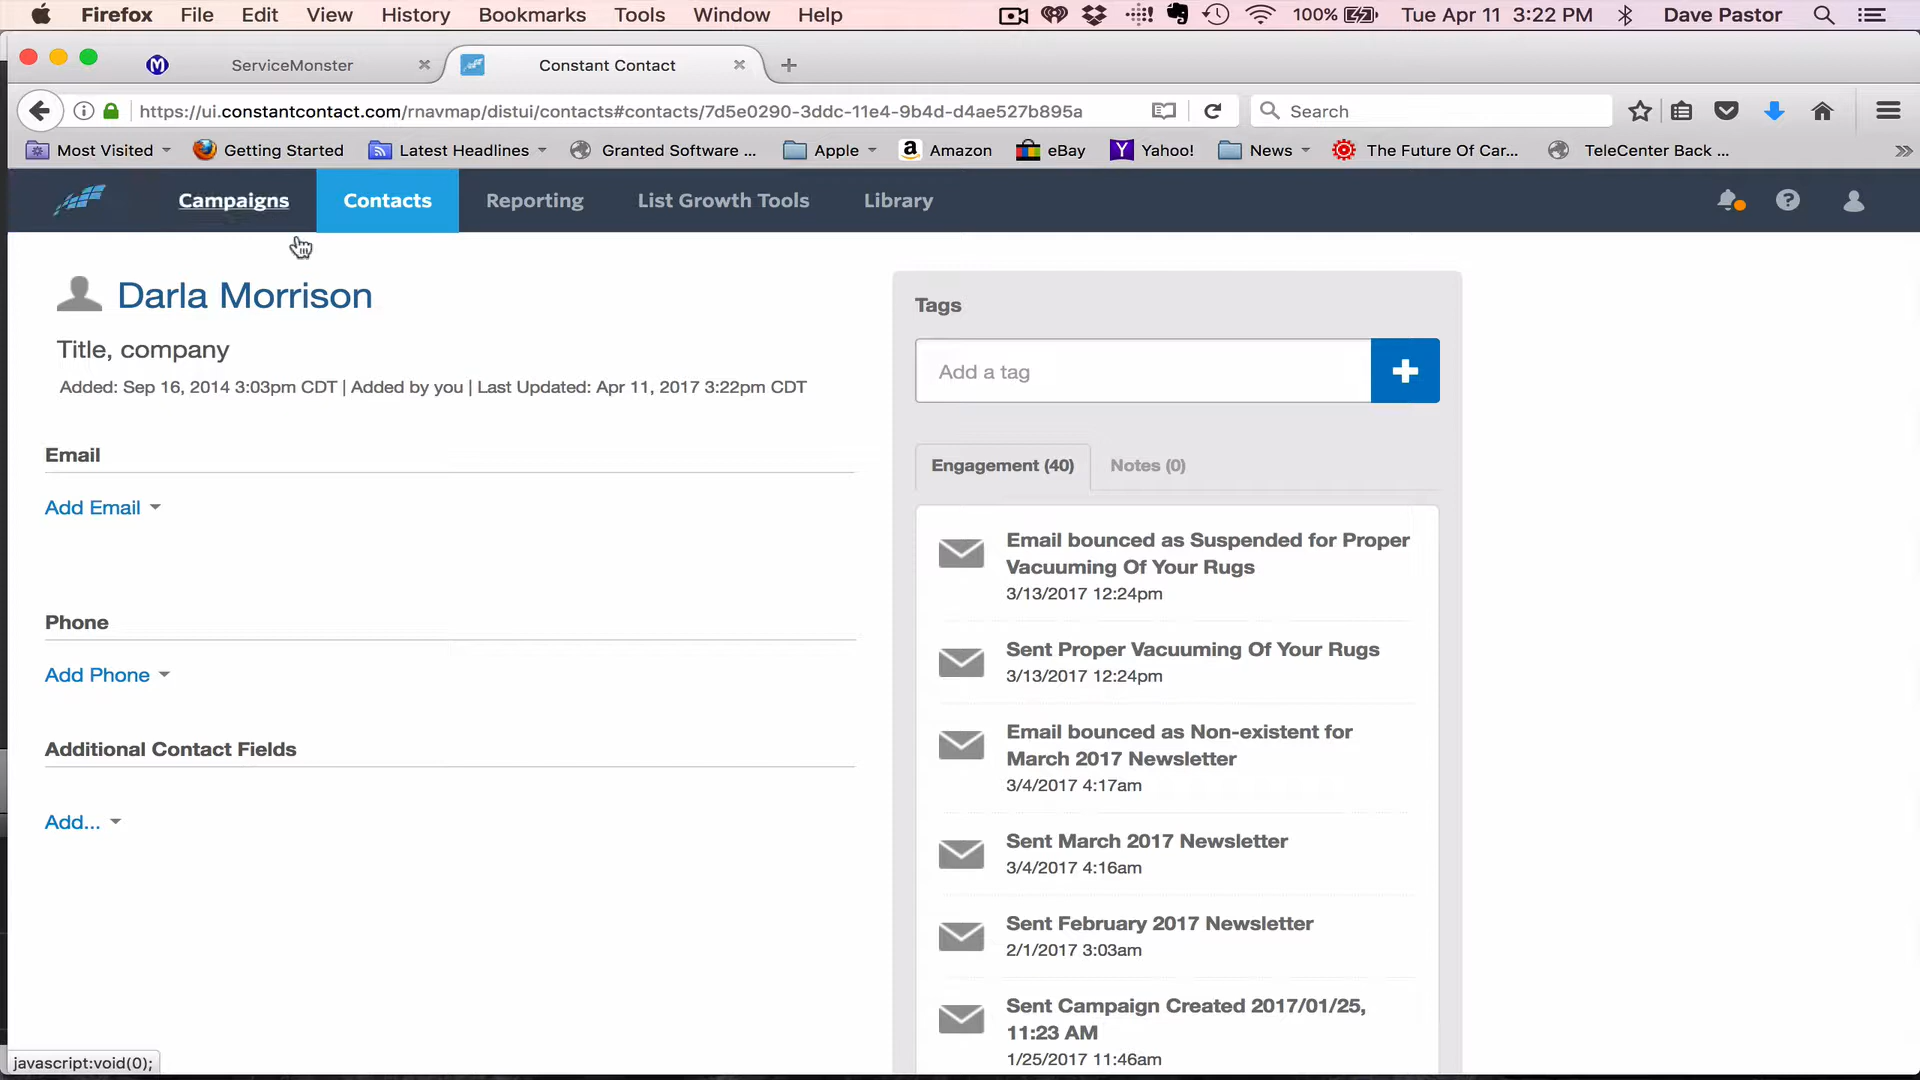 Firefox File Edit View History Bookmarks Tools Window Help 100% Tue Apr 11 3:22 PM Dave Pastor
ServiceMonster Constant Contact
https://ui.constantcontact.com/rnavmap/distui/contacts#contacts/7d5e0290-3ddc-11e4-9b4d-d4ae527b895a Search
Most Visited Getting Started Latest Headlines Granted Software ... Apple Amazon eBay Yahoo! News The Future Of Car... TeleCenter Back ...
Campaigns Contacts Reporting List Growth Tools Library
Darla Morrison
Title, company
Added: Sep 16, 2014 3:03pm CDT | Added by you | Last Updated: Apr 11, 2017 3:22pm CDT
Email
Add Email
Phone
Add Phone
Additional Contact Fields
Add...
Tags
Add a tag
Engagement (40) Notes (0)
Email bounced as Suspended for Proper
Vacuuming Of Your Rugs
3/13/2017 12:24pm
Sent Proper Vacuuming Of Your Rugs
3/13/2017 12:24pm
Email bounced as Non-existent for
March 2017 Newsletter
3/4/2017 4:17am
Sent March 2017 Newsletter
3/4/2017 4:16am
Sent February 2017 Newsletter
2/1/2017 3:03am
Sent Campaign Created 2017/01/25,
11:23 AM
1/25/2017 11:46am
javascript:void(0);